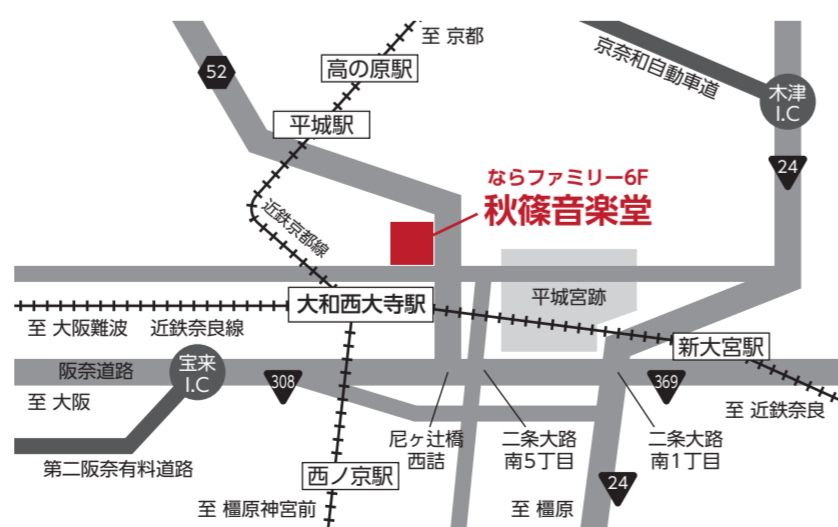 至 京都
52
高の原駅
京奈和自動車道
木津
I.C
平城駅
24
ならファミリー6F
秋篠音楽堂
近鉄京都線
平城宮跡
大和西大寺駅
至 大阪難波
近鉄奈良線
新大宮駅
阪奈道路
宝来
I.C
308
369
至 大阪
至 近鉄奈良
尼ヶ辻橋
西詰
二条大路
南5丁目
二条大路
南1丁目
第二阪奈有料道路
西ノ京駅
24
至 橿原神宮前
至 橿原